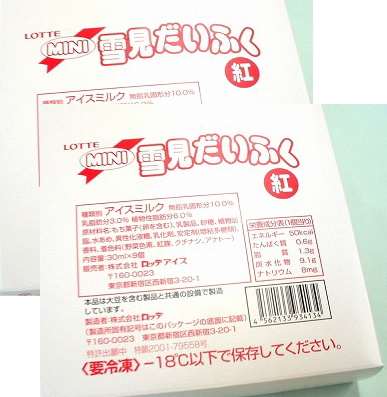 LOTTE
MINI 雪見だいふく
紅
種類別 アイスミルク 無脂乳固形分10.0%
LOTTE
MINI 雪見だいふく
紅
種類別 アイスミルク 無脂乳固形分10.0%
乳脂肪分3.0% 植物性脂肪分6.0%
原材料名:もち菓子(卵を含む)、乳製品、砂糖、植物油
脂、水あめ、異性化液糖、乳化剤、安定剤(増粘多糖類)、
香料、着色料(野菜色素、紅麹、クチナシ、アナトー)
内容量:30ml×9個
販売者:株式会社 ロッテアイス
〒160-0023
東京都新宿区西新宿3-20-1
栄養成分表(1個当り)
エネルギー 50kcal
たんぱく質 0.6g
脂質 1.3g
炭水化物 9.1g
ナトリウム 8mg
本品は大豆を含む製品と共通の設備で製造
しています。
製造者:株式会社 ロッテ
(製造所固有記号はこのパッケージの底面に記載)
〒160-0023 東京都新宿区西新宿3-20-1
特許出願中 特願2001-79558号
4 562133 934134
〈要冷凍〉-18℃以下で保存してください。